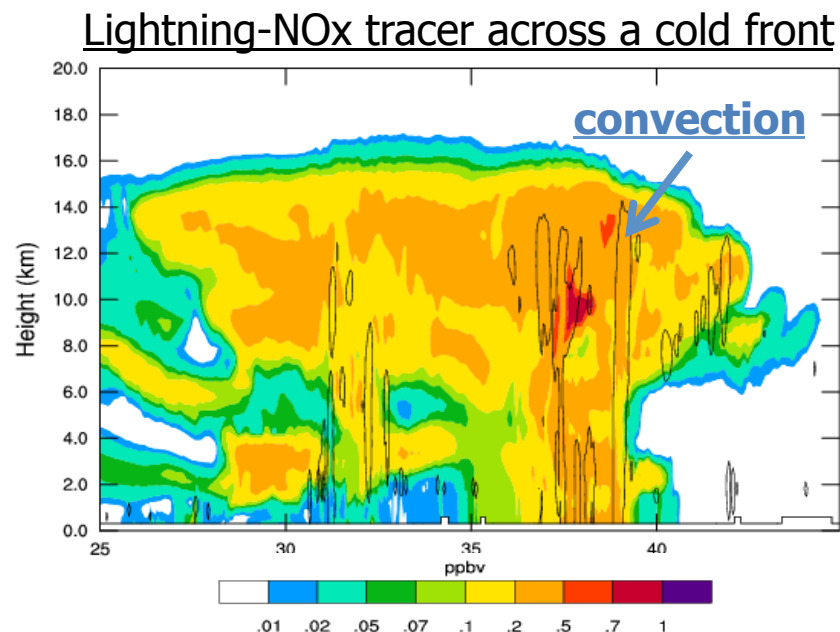 Lightning-NOx tracer across a cold front
convection
20.0
18.0
16.0
14.0
12.0
10.0
8.0
6.0
4.0
2.0
0.0
Height (km)
25 30 35 40
ppbv
.01 .02 .05 .07 .1 .2 .5 .7 1